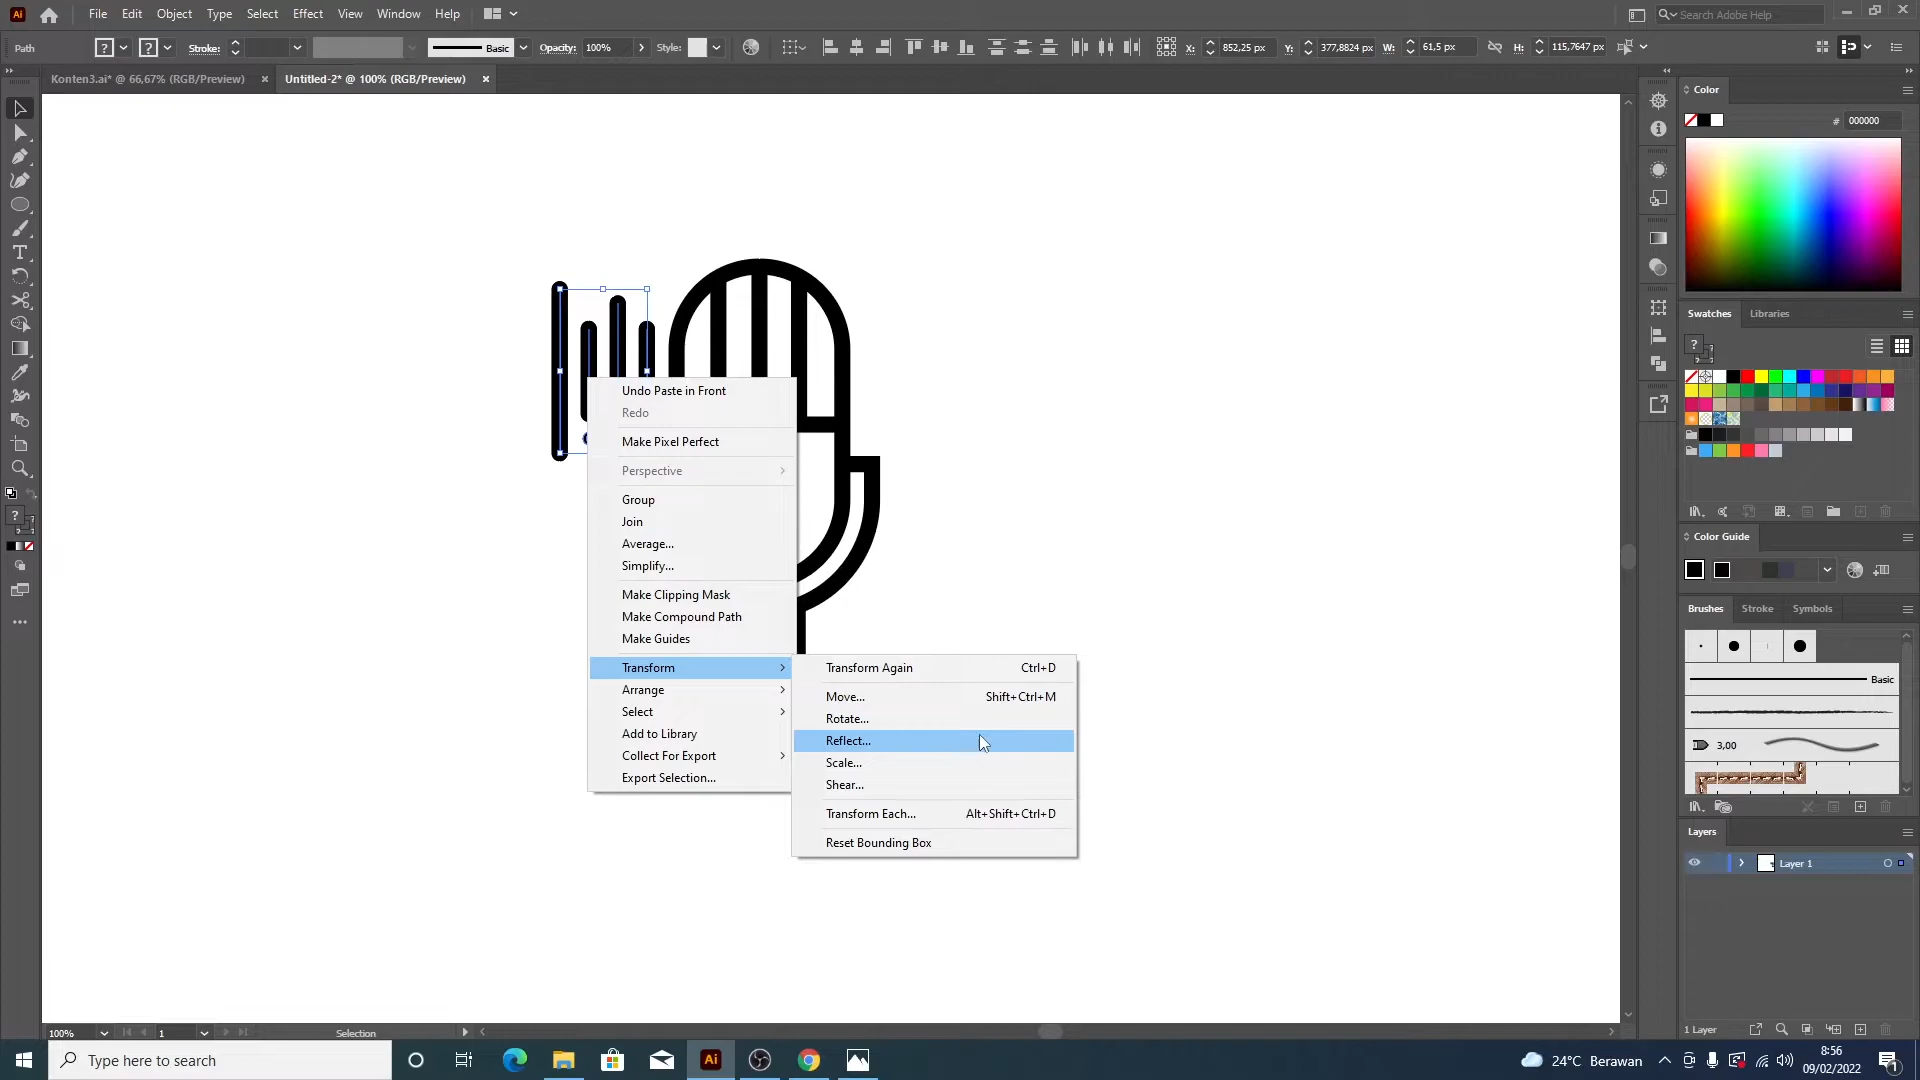 Ai File Edit Object Type Select Effect View Window Help Search Adobe Help
Path ? ? Stroke: Basic Opacity: 100% Style: X: 852,25 px Y: 377,8824 px W: 61,5 px H: 115,7647 px
Konten3.ai* @ 66,67% (RGB/Preview) × Untitled-2* @ 100% (RGB/Preview) ×
Color
# 000000
Swatches Libraries
?
Undo Paste in Front
Redo
Make Pixel Perfect
Perspective
Group
Join
Average...
Simplify...
Make Clipping Mask
Make Compound Path
Make Guides
Transform
Arrange
Select
Add to Library
Collect For Export
Export Selection...
Transform Again Ctrl+D
Move... Shift+Ctrl+M
Rotate...
Reflect...
Scale...
Shear...
Transform Each... Alt+Shift+Ctrl+D
Reset Bounding Box
?
Color Guide
Brushes Stroke Symbols
Basic
3,00
Layers
Layer 1
1 Layer
100% 1 Selection
Type here to search
Ai
24°C Berawan
8:56
09/02/2022
1